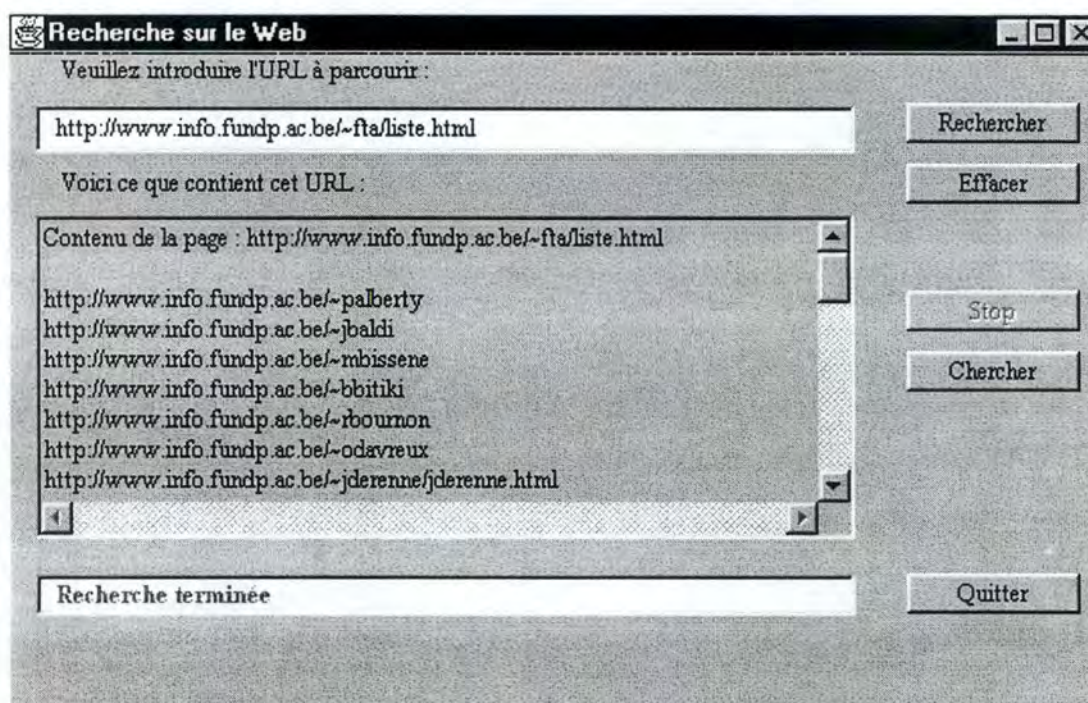 Recherche sur le Web
Veuillez introduire l'URL à parcourir :
http://www.info.fundp.ac.be/~fta/liste.html
Rechercher
Voici ce que contient cet URL :
Effacer
Contenu de la page : http://www.info.fundp.ac.be/~fta/liste.html
http://www.info.fundp.ac.be/~palberty
http://www.info.fundp.ac.be/~jbaldi
Stop
http://www.info.fundp.ac.be/~mbissene
Chercher
http://www.info.fundp.ac.be/~bbitiki
http://www.info.fundp.ac.be/~rbournon
http://www.info.fundp.ac.be/~odavreux
http://www.info.fundp.ac.be/~jderenne/jderenne.html
Recherche terminée
Quitter